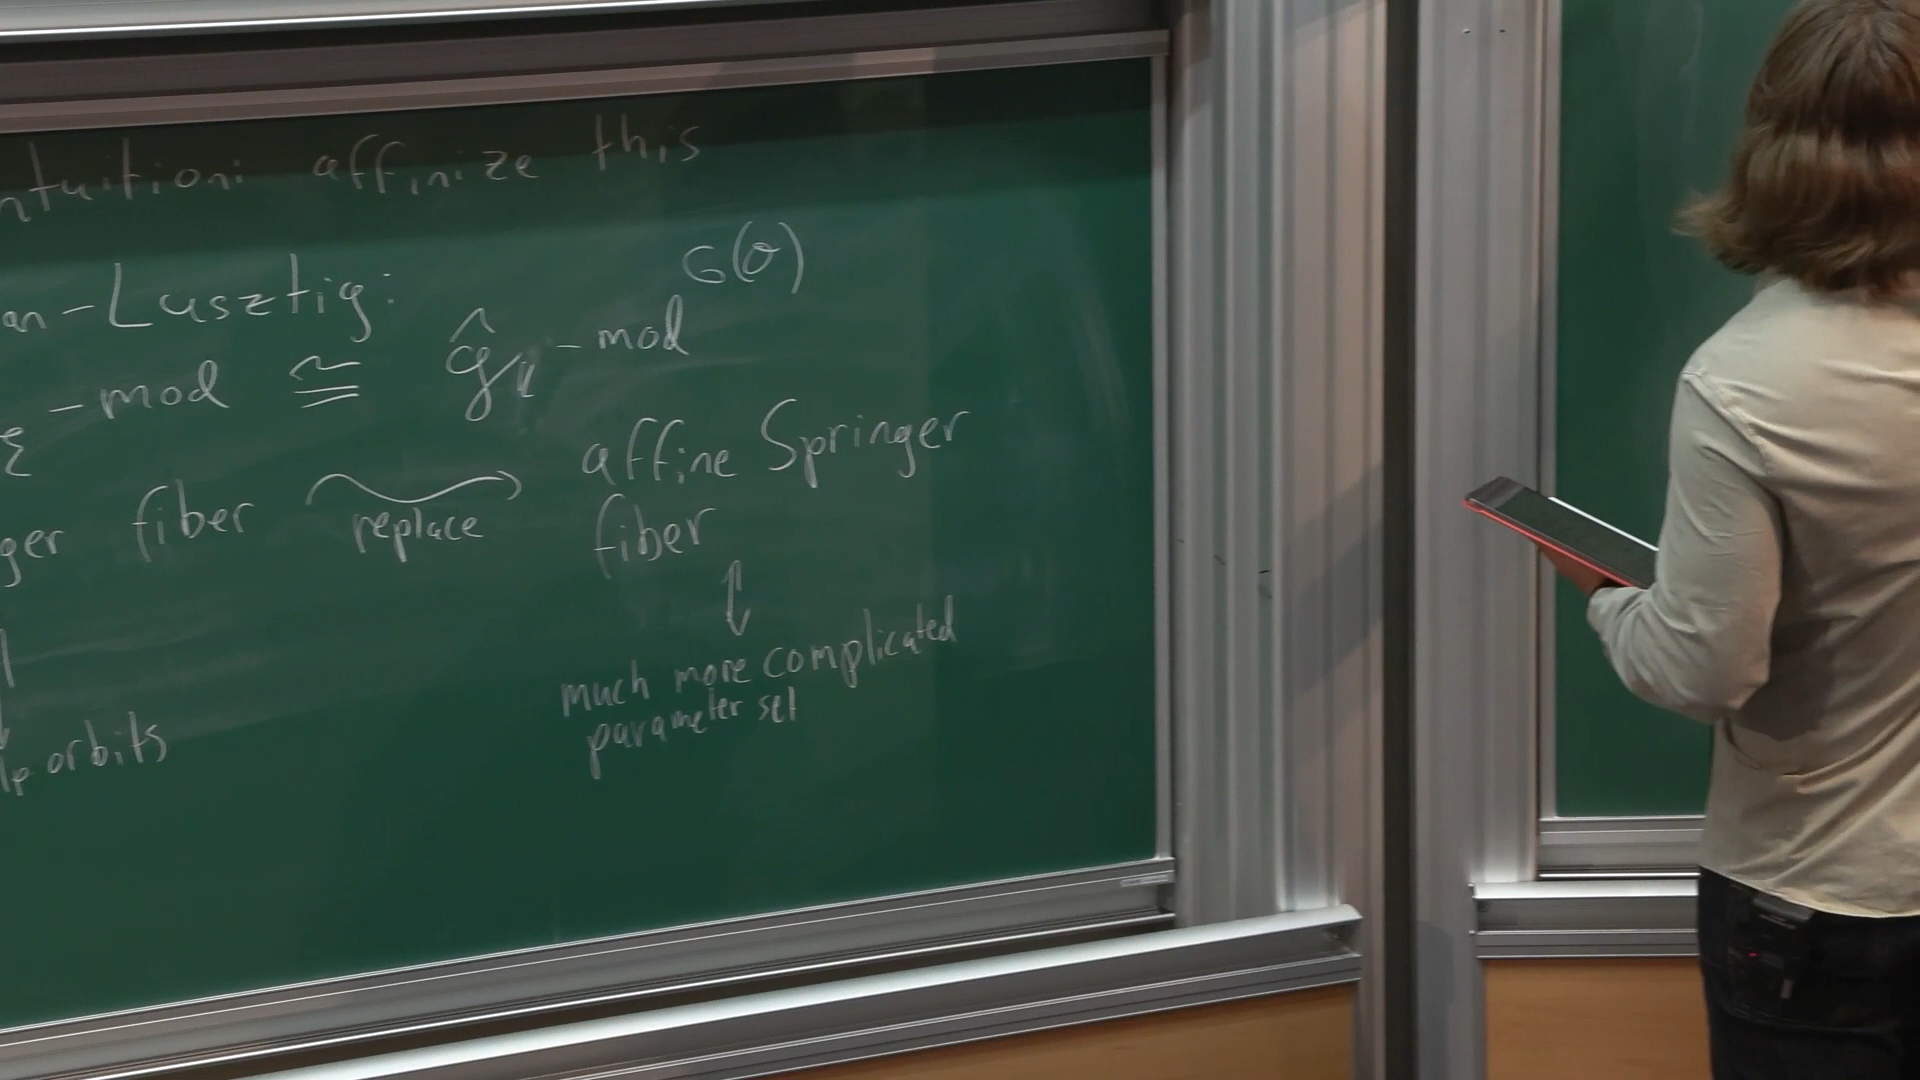 ntuition: affinize this
an-Lusztig:
ξ -mod ≅ ĝ_k -mod^G(O)
ger fiber replace affine Springer
fiber
much more complicated
parameter set
orbits